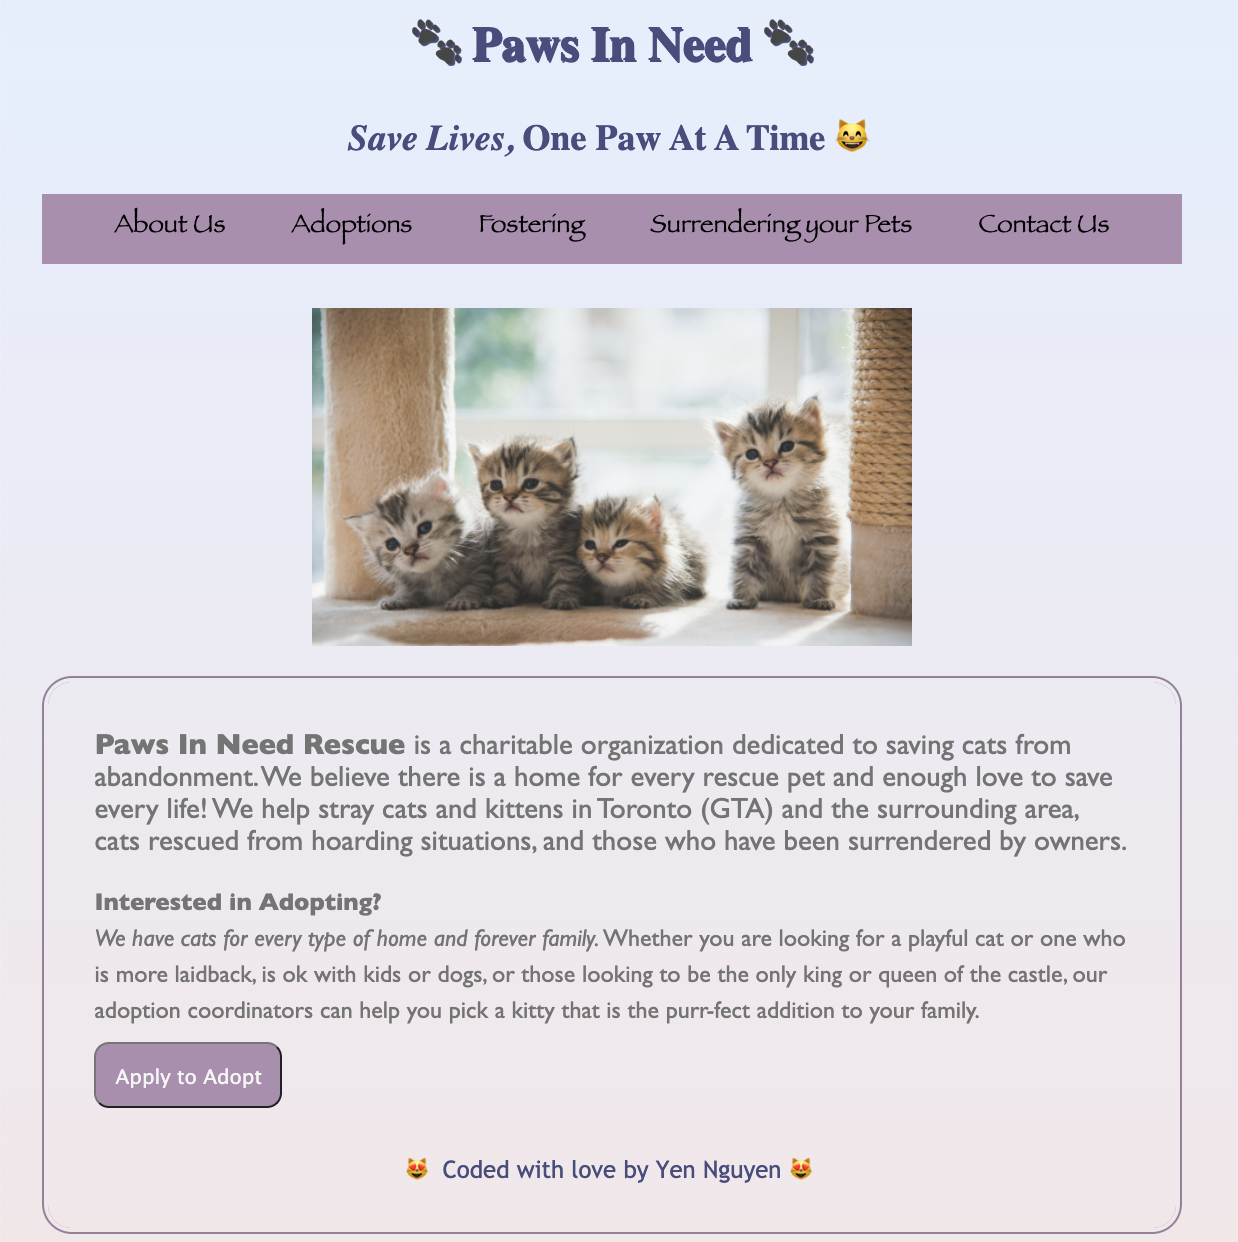 🐾 Paws In Need 🐾
Save Lives, One Paw At A Time 😸
About Us Adoptions Fostering Surrendering your Pets Contact Us
Paws In Need Rescue is a charitable organization dedicated to saving cats from
abandonment. We believe there is a home for every rescue pet and enough love to save
every life! We help stray cats and kittens in Toronto (GTA) and the surrounding area,
cats rescued from hoarding situations, and those who have been surrendered by owners.
Interested in Adopting?
We have cats for every type of home and forever family. Whether you are looking for a playful cat or one who
is more laidback, is ok with kids or dogs, or those looking to be the only king or queen of the castle, our
adoption coordinators can help you pick a kitty that is the purr-fect addition to your family.
Apply to Adopt
😻 Coded with love by Yen Nguyen 😻